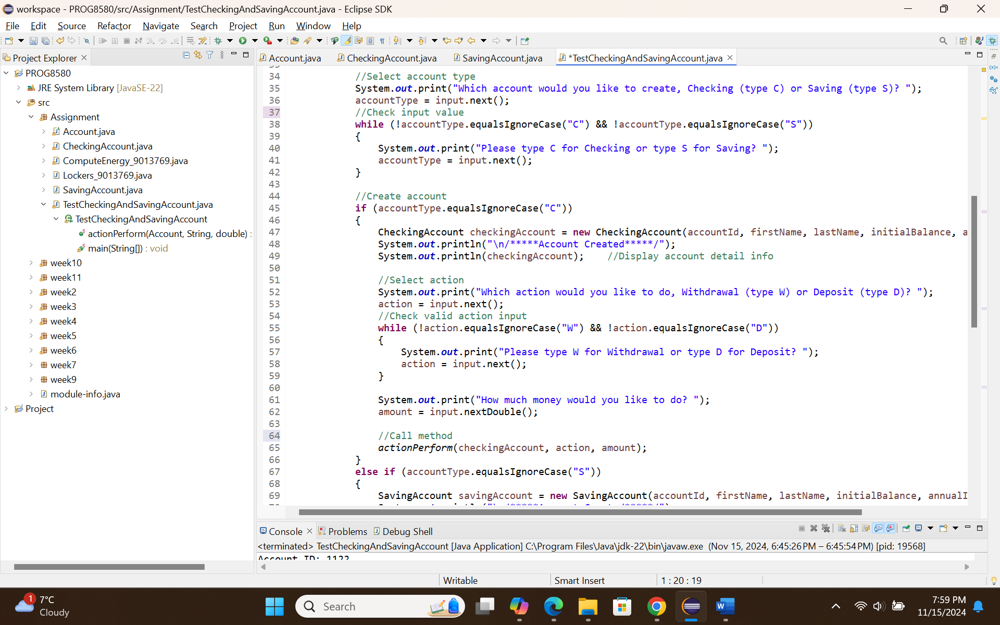 workspace - PROG8580/src/Assignment/TestCheckingAndSavingAccount.java - Eclipse SDK
File Edit Source Refactor Navigate Search Project Run Window Help
Project Explorer
PROG8580
JRE System Library [JavaSE-22]
src
Assignment
Account.java
CheckingAccount.java
ComputeEnergy_9013769.java
Lockers_9013769.java
SavingAccount.java
TestCheckingAndSavingAccount.java
TestCheckingAndSavingAccount
actionPerform(Account, String, double) :
main(String[]) : void
week10
week11
week2
week3
week4
week5
week6
week7
week9
module-info.java
Project
Account.java CheckingAccount.java SavingAccount.java *TestCheckingAndSavingAccount.java
34 //Select account type
35 System.out.print("Which account would you like to create, Checking (type C) or Saving (type S)? ");
36 accountType = input.next();
37 //Check input value
38 while (!accountType.equalsIgnoreCase("C") && !accountType.equalsIgnoreCase("S"))
39 {
40 System.out.print("Please type C for Checking or type S for Saving? ");
41 accountType = input.next();
42 }
43
44 //Create account
45 if (accountType.equalsIgnoreCase("C"))
46 {
47 CheckingAccount checkingAccount = new CheckingAccount(accountId, firstName, lastName, initialBalance, a
48 System.out.println("\n/*****Account Created*****/");
49 System.out.println(checkingAccount); //Display account detail info
50
51 //Select action
52 System.out.print("Which action would you like to do, Withdrawal (type W) or Deposit (type D)? ");
53 action = input.next();
54 //Check valid action input
55 while (!action.equalsIgnoreCase("W") && !action.equalsIgnoreCase("D"))
56 {
57 System.out.print("Please type W for Withdrawal or type D for Deposit? ");
58 action = input.next();
59 }
60
61 System.out.print("How much money would you like to do? ");
62 amount = input.nextDouble();
63
64 //Call method
65 actionPerform(checkingAccount, action, amount);
66 }
67 else if (accountType.equalsIgnoreCase("S"))
68 {
69 SavingAccount savingAccount = new SavingAccount(accountId, firstName, lastName, initialBalance, annualI
Console Problems Debug Shell
<terminated> TestCheckingAndSavingAccount [Java Application] C:\Program Files\Java\jdk-22\bin\javaw.exe (Nov 15, 2024, 6:45:26 PM – 6:45:54 PM) [pid: 19568]
Account ID: 1122
Writable Smart Insert 1 : 20 : 19
1
7°C
Cloudy
Search
7:59 PM
11/15/2024